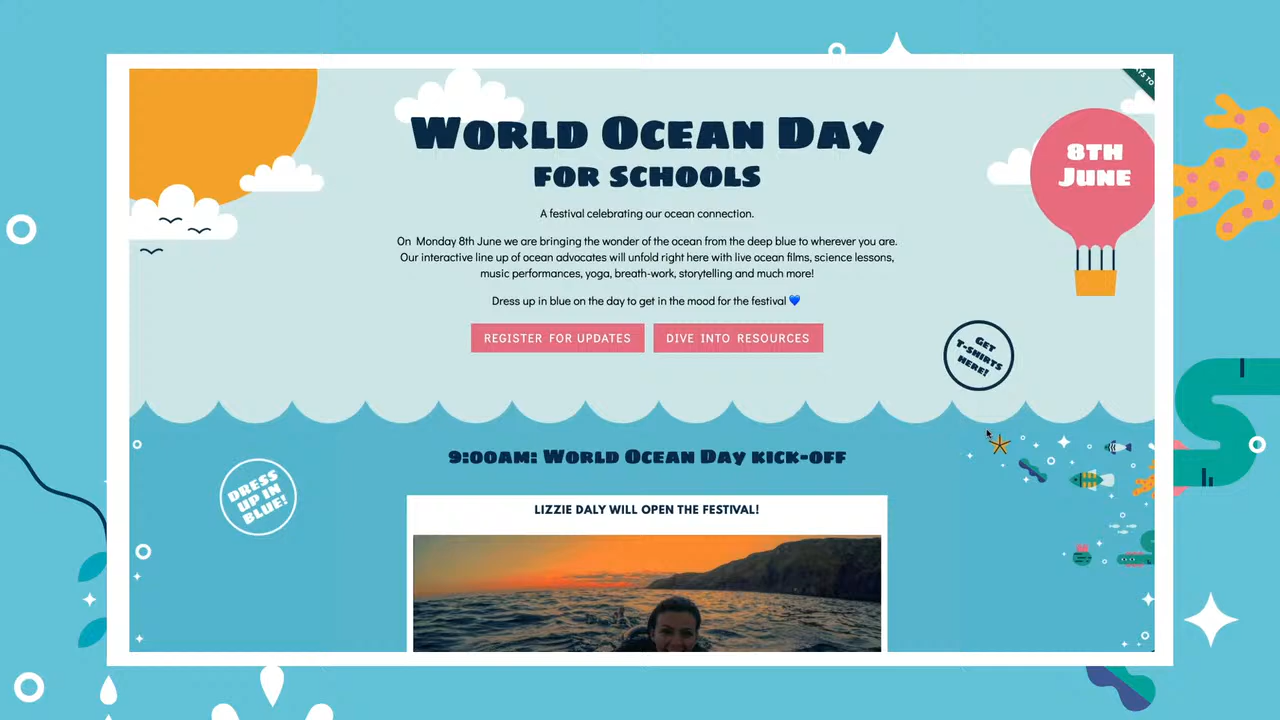 World Ocean Day
for schools
8th
June
A festival celebrating our ocean connection.
On Monday 8th June we are bringing the wonder of the ocean from the deep blue to wherever you are.
Our interactive line up of ocean advocates will unfold right here with live ocean films, science lessons,
music performances, yoga, breath-work, storytelling and much more!
Dress up in blue on the day to get in the mood for the festival 💙
REGISTER FOR UPDATES
DIVE INTO RESOURCES
Get
T-shirts
here!
9:00am: World Ocean Day kick-off
Dress
up in
blue!
LIZZIE DALY WILL OPEN THE FESTIVAL!